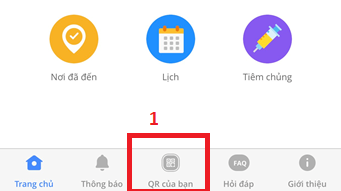 Nơi đã đến Lịch Tiêm chủng
1
FAQ
Trang chủ Thông báo QR của bạn Hỏi đáp Giới thiệu